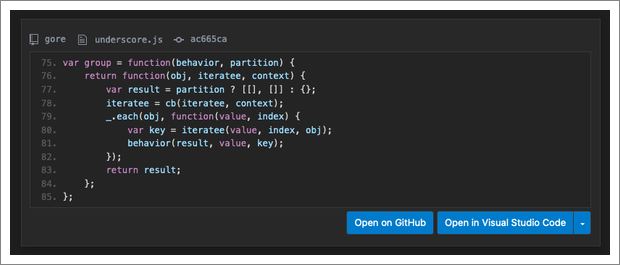 gore underscore.js ac665ca
75. var group = function(behavior, partition) {
76. return function(obj, iteratee, context) {
77. var result = partition ? [[], []] : {};
78. iteratee = cb(iteratee, context);
79. _.each(obj, function(value, index) {
80. var key = iteratee(value, index, obj);
81. behavior(result, value, key);
82. });
83. return result;
84. };
85. };
Open on GitHub Open in Visual Studio Code